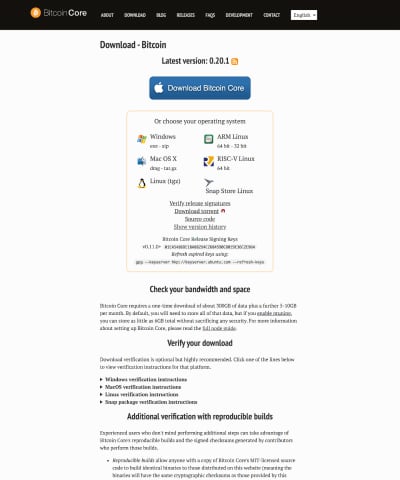 BitcoinCore ABOUT DOWNLOAD BLOG RELEASES FAQS DEVELOPMENT CONTACT English
Download - Bitcoin
Latest version: 0.20.1
Download Bitcoin Core
Or choose your operating system
Windows
exe - zip
ARM Linux
64 bit - 32 bit
Mac OS X
dmg - tar.gz
RISC-V Linux
64 bit
Linux (tgz)
Snap Store Linux
Verify release signatures
Download torrent
Source code
Show version history
Bitcoin Core Release Signing Keys
v0.11.0+
Refresh expired keys using:
gpg --keyserver hkp://keyserver.ubuntu.com --refresh-keys
Check your bandwidth and space
Bitcoin Core requires a one-time download of about 300GB of data plus a further 5-10GB
per month. By default, you will need to store all of that data, but if you enable pruning,
you can store as little as 6GB total without sacrificing any security. For more information
about setting up Bitcoin Core, please read the full node guide.
Verify your download
Download verification is optional but highly recommended. Click one of the lines below
to view verification instructions for that platform.
Windows verification instructions
MacOS verification instructions
Linux verification instructions
Snap package verification instructions
Additional verification with reproducible builds
Experienced users who don't mind performing additional steps can take advantage of
Bitcoin Core's reproducible builds and the signed checksums generated by contributors
who perform those builds.
• Reproducible builds allow anyone with a copy of Bitcoin Core's MIT-licensed source
code to build identical binaries to those distributed on this website (meaning the
binaries will have the same cryptographic checksums as those provided by this